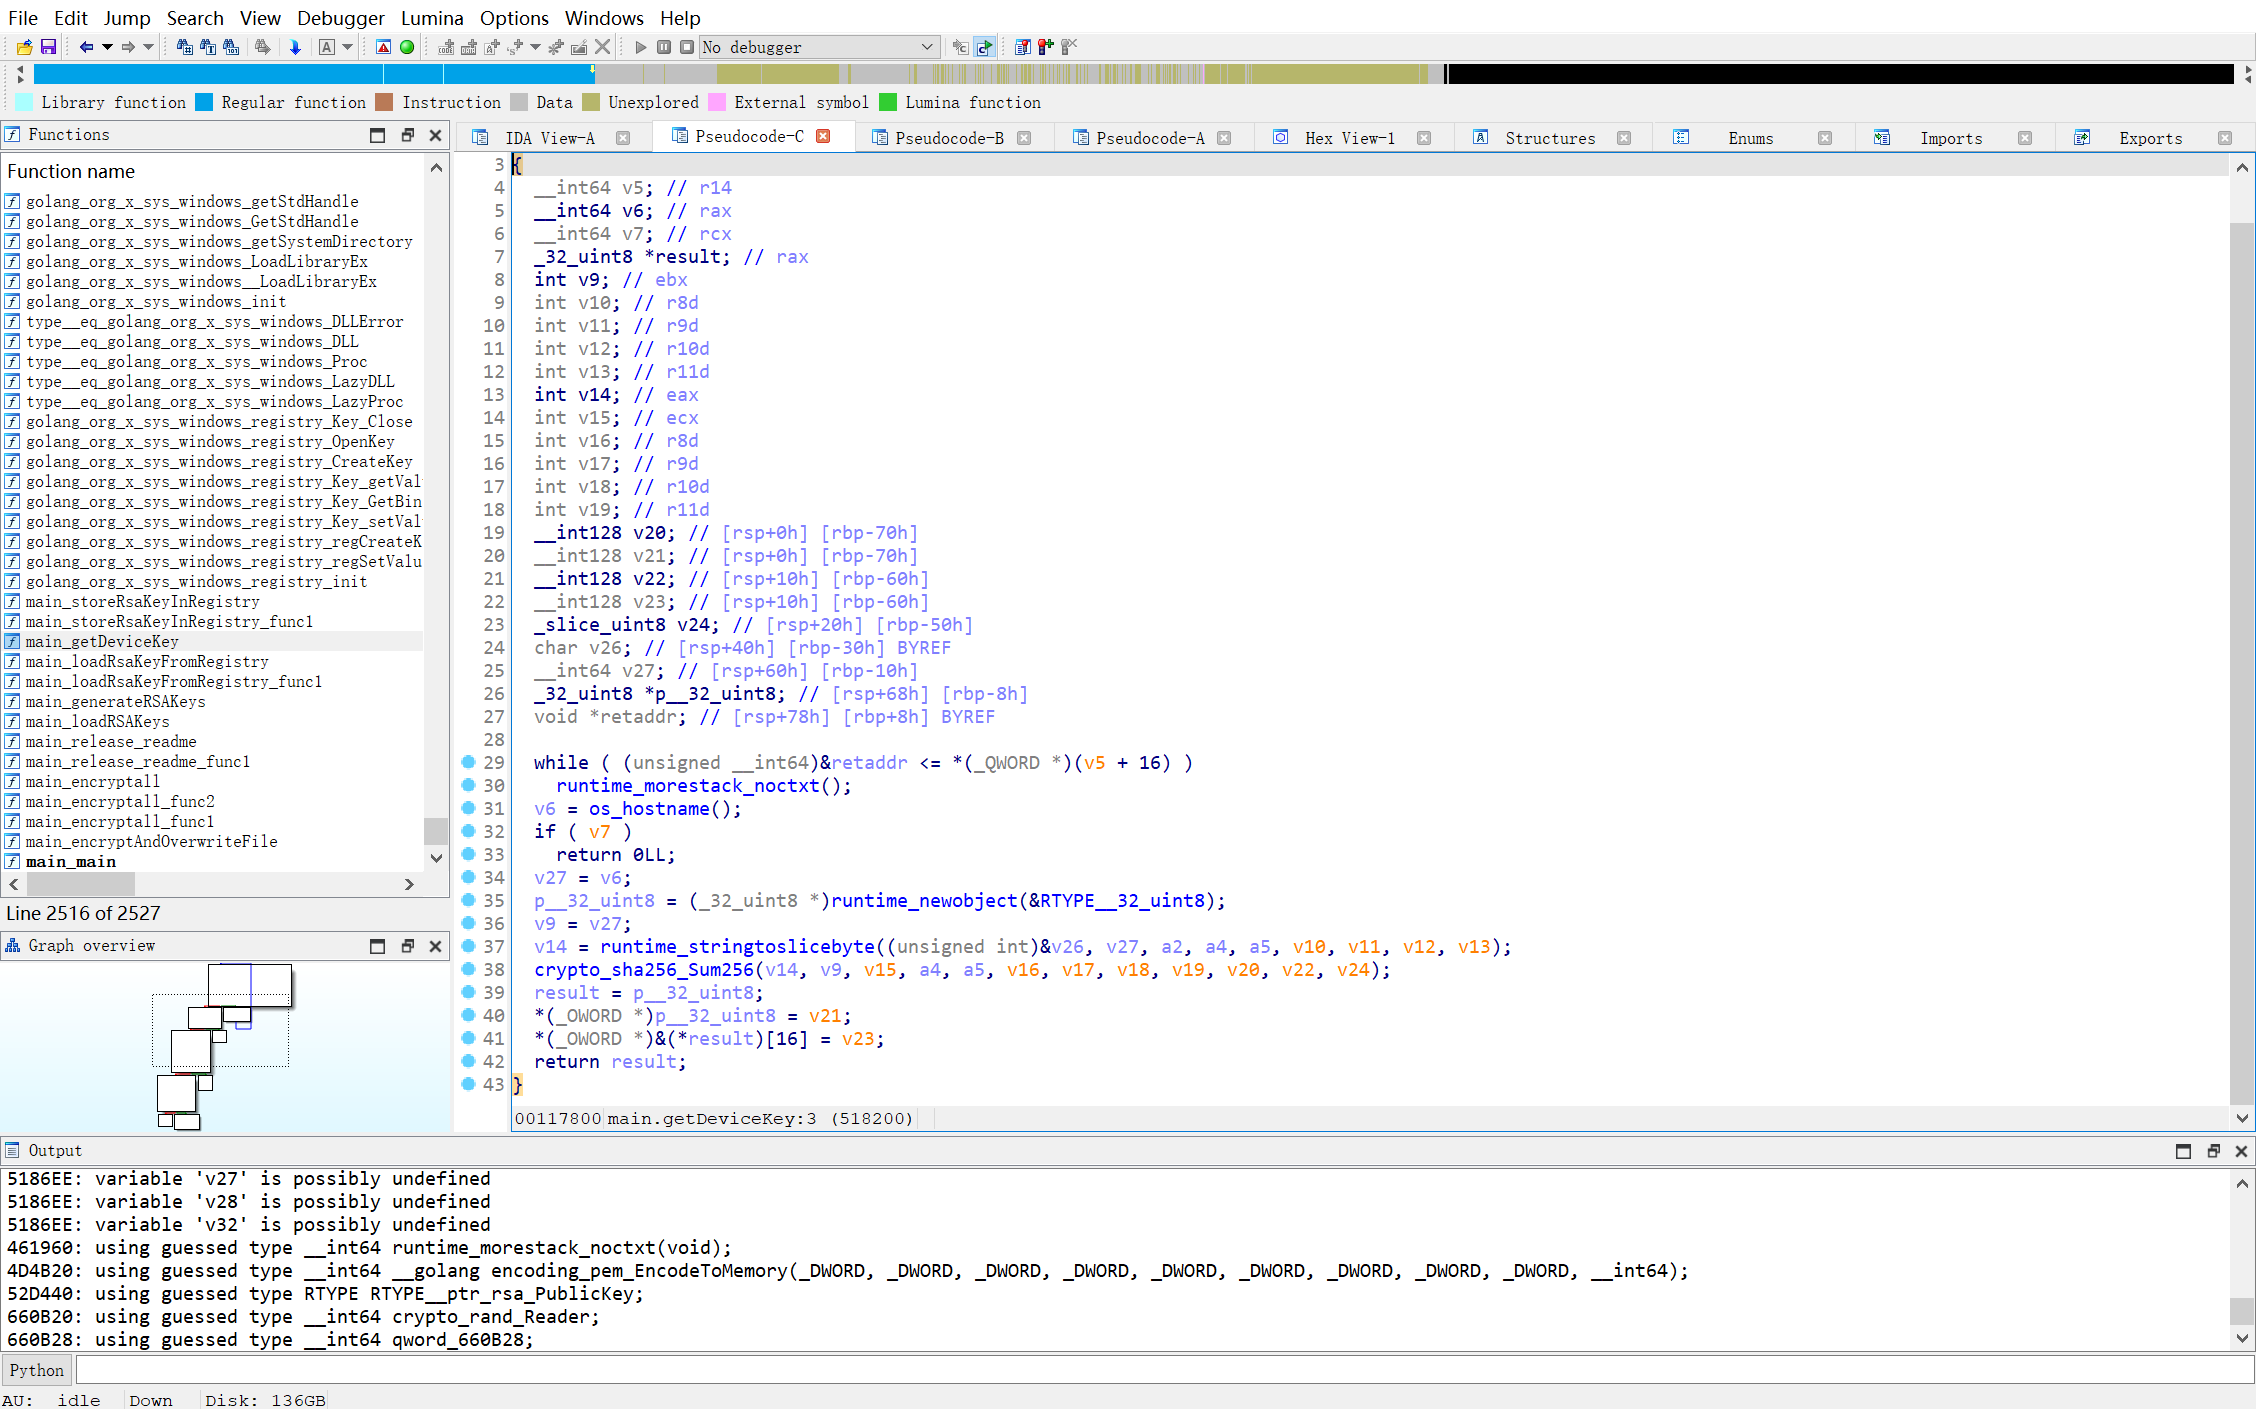 File Edit Jump Search View Debugger Lumina Options Windows Help
No debugger
Library function Regular function Instruction Data Unexplored External symbol Lumina function
Functions
Function name
golang_org_x_sys_windows_getStdHandle
golang_org_x_sys_windows_GetStdHandle
golang_org_x_sys_windows_getSystemDirectory
golang_org_x_sys_windows_LoadLibraryEx
golang_org_x_sys_windows__LoadLibraryEx
golang_org_x_sys_windows_init
type__eq_golang_org_x_sys_windows_DLLError
type__eq_golang_org_x_sys_windows_DLL
type__eq_golang_org_x_sys_windows_Proc
type__eq_golang_org_x_sys_windows_LazyDLL
type__eq_golang_org_x_sys_windows_LazyProc
golang_org_x_sys_windows_registry_Key_Close
golang_org_x_sys_windows_registry_OpenKey
golang_org_x_sys_windows_registry_CreateKey
golang_org_x_sys_windows_registry_Key_getVal
golang_org_x_sys_windows_registry_Key_GetBin
golang_org_x_sys_windows_registry_Key_setVal
golang_org_x_sys_windows_registry_regCreateK
golang_org_x_sys_windows_registry_regSetValu
golang_org_x_sys_windows_registry_init
main_storeRsaKeyInRegistry
main_storeRsaKeyInRegistry_func1
main_getDeviceKey
main_loadRsaKeyFromRegistry
main_loadRsaKeyFromRegistry_func1
main_generateRSAKeys
main_loadRSAKeys
main_release_readme
main_release_readme_func1
main_encryptall
main_encryptall_func2
main_encryptall_func1
main_encryptAndOverwriteFile
main_main
Line 2516 of 2527
Graph overview
IDA View-A Pseudocode-C Pseudocode-B Pseudocode-A Hex View-1 Structures Enums Imports Exports
3 {
4 __int64 v5; // r14
5 __int64 v6; // rax
6 __int64 v7; // rcx
7 _32_uint8 *result; // rax
8 int v9; // ebx
9 int v10; // r8d
10 int v11; // r9d
11 int v12; // r10d
12 int v13; // r11d
13 int v14; // eax
14 int v15; // ecx
15 int v16; // r8d
16 int v17; // r9d
17 int v18; // r10d
18 int v19; // r11d
19 __int128 v20; // [rsp+0h] [rbp-70h]
20 __int128 v21; // [rsp+0h] [rbp-70h]
21 __int128 v22; // [rsp+10h] [rbp-60h]
22 __int128 v23; // [rsp+10h] [rbp-60h]
23 _slice_uint8 v24; // [rsp+20h] [rbp-50h]
24 char v26; // [rsp+40h] [rbp-30h] BYREF
25 __int64 v27; // [rsp+60h] [rbp-10h]
26 _32_uint8 *p__32_uint8; // [rsp+68h] [rbp-8h]
27 void *retaddr; // [rsp+78h] [rbp+8h] BYREF
28
29 while ( (unsigned __int64)&retaddr <= *(_QWORD *)(v5 + 16) )
30 runtime_morestack_noctxt();
31 v6 = os_hostname();
32 if ( v7 )
33 return 0LL;
34 v27 = v6;
35 p__32_uint8 = (_32_uint8 *)runtime_newobject(&RTYPE__32_uint8);
36 v9 = v27;
37 v14 = runtime_stringtoslicebyte((unsigned int)&v26, v27, a2, a4, a5, v10, v11, v12, v13);
38 crypto_sha256_Sum256(v14, v9, v15, a4, a5, v16, v17, v18, v19, v20, v22, v24);
39 result = p__32_uint8;
40 *(_OWORD *)p__32_uint8 = v21;
41 *(_OWORD *)&(*result)[16] = v23;
42 return result;
43 }
00117800 main.getDeviceKey:3 (518200)
Output
5186EE: variable 'v27' is possibly undefined
5186EE: variable 'v28' is possibly undefined
5186EE: variable 'v32' is possibly undefined
461960: using guessed type __int64 runtime_morestack_noctxt(void);
4D4B20: using guessed type __int64 __golang encoding_pem_EncodeToMemory(_DWORD, _DWORD, _DWORD, _DWORD, _DWORD, _DWORD, _DWORD, _DWORD, _DWORD, __int64);
52D440: using guessed type RTYPE RTYPE__ptr_rsa_PublicKey;
660B20: using guessed type __int64 crypto_rand_Reader;
660B28: using guessed type __int64 qword_660B28;
Python
AU: idle Down Disk: 136GB